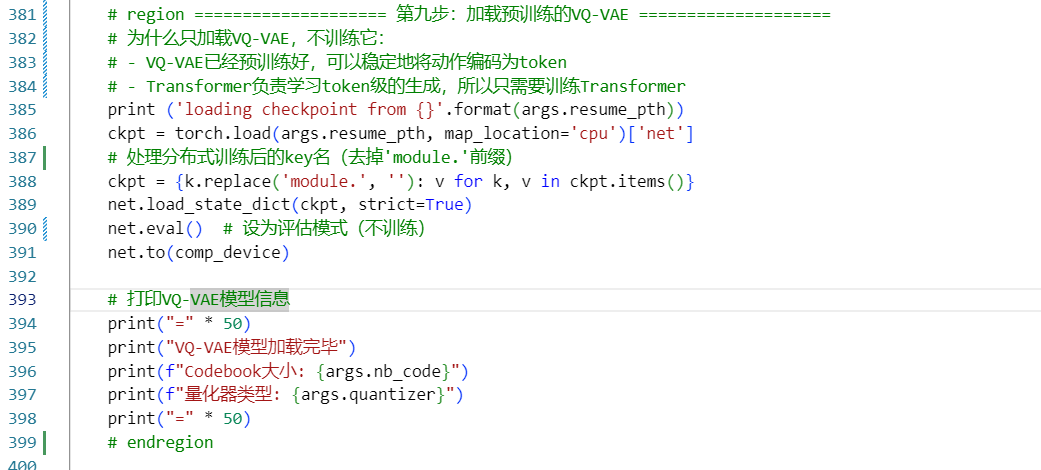 381 # region ==================== 第九步：加载预训练的VQ-VAE ====================
382 # 为什么只加载VQ-VAE，不训练它：
383 # - VQ-VAE已经预训练好，可以稳定地将动作编码为token
384 # - Transformer负责学习token级的生成，所以只需要训练Transformer
385 print ('loading checkpoint from {}'.format(args.resume_pth))
386 ckpt = torch.load(args.resume_pth, map_location='cpu')['net']
387 # 处理分布式训练后的key名（去掉'module.'前缀）
388 ckpt = {k.replace('module.', ''): v for k, v in ckpt.items()}
389 net.load_state_dict(ckpt, strict=True)
390 net.eval()  # 设为评估模式（不训练）
391 net.to(comp_device)
392
393 # 打印VQ-VAE模型信息
394 print("=" * 50)
395 print("VQ-VAE模型加载完毕")
396 print(f"Codebook大小: {args.nb_code}")
397 print(f"量化器类型: {args.quantizer}")
398 print("=" * 50)
399 # endregion
400